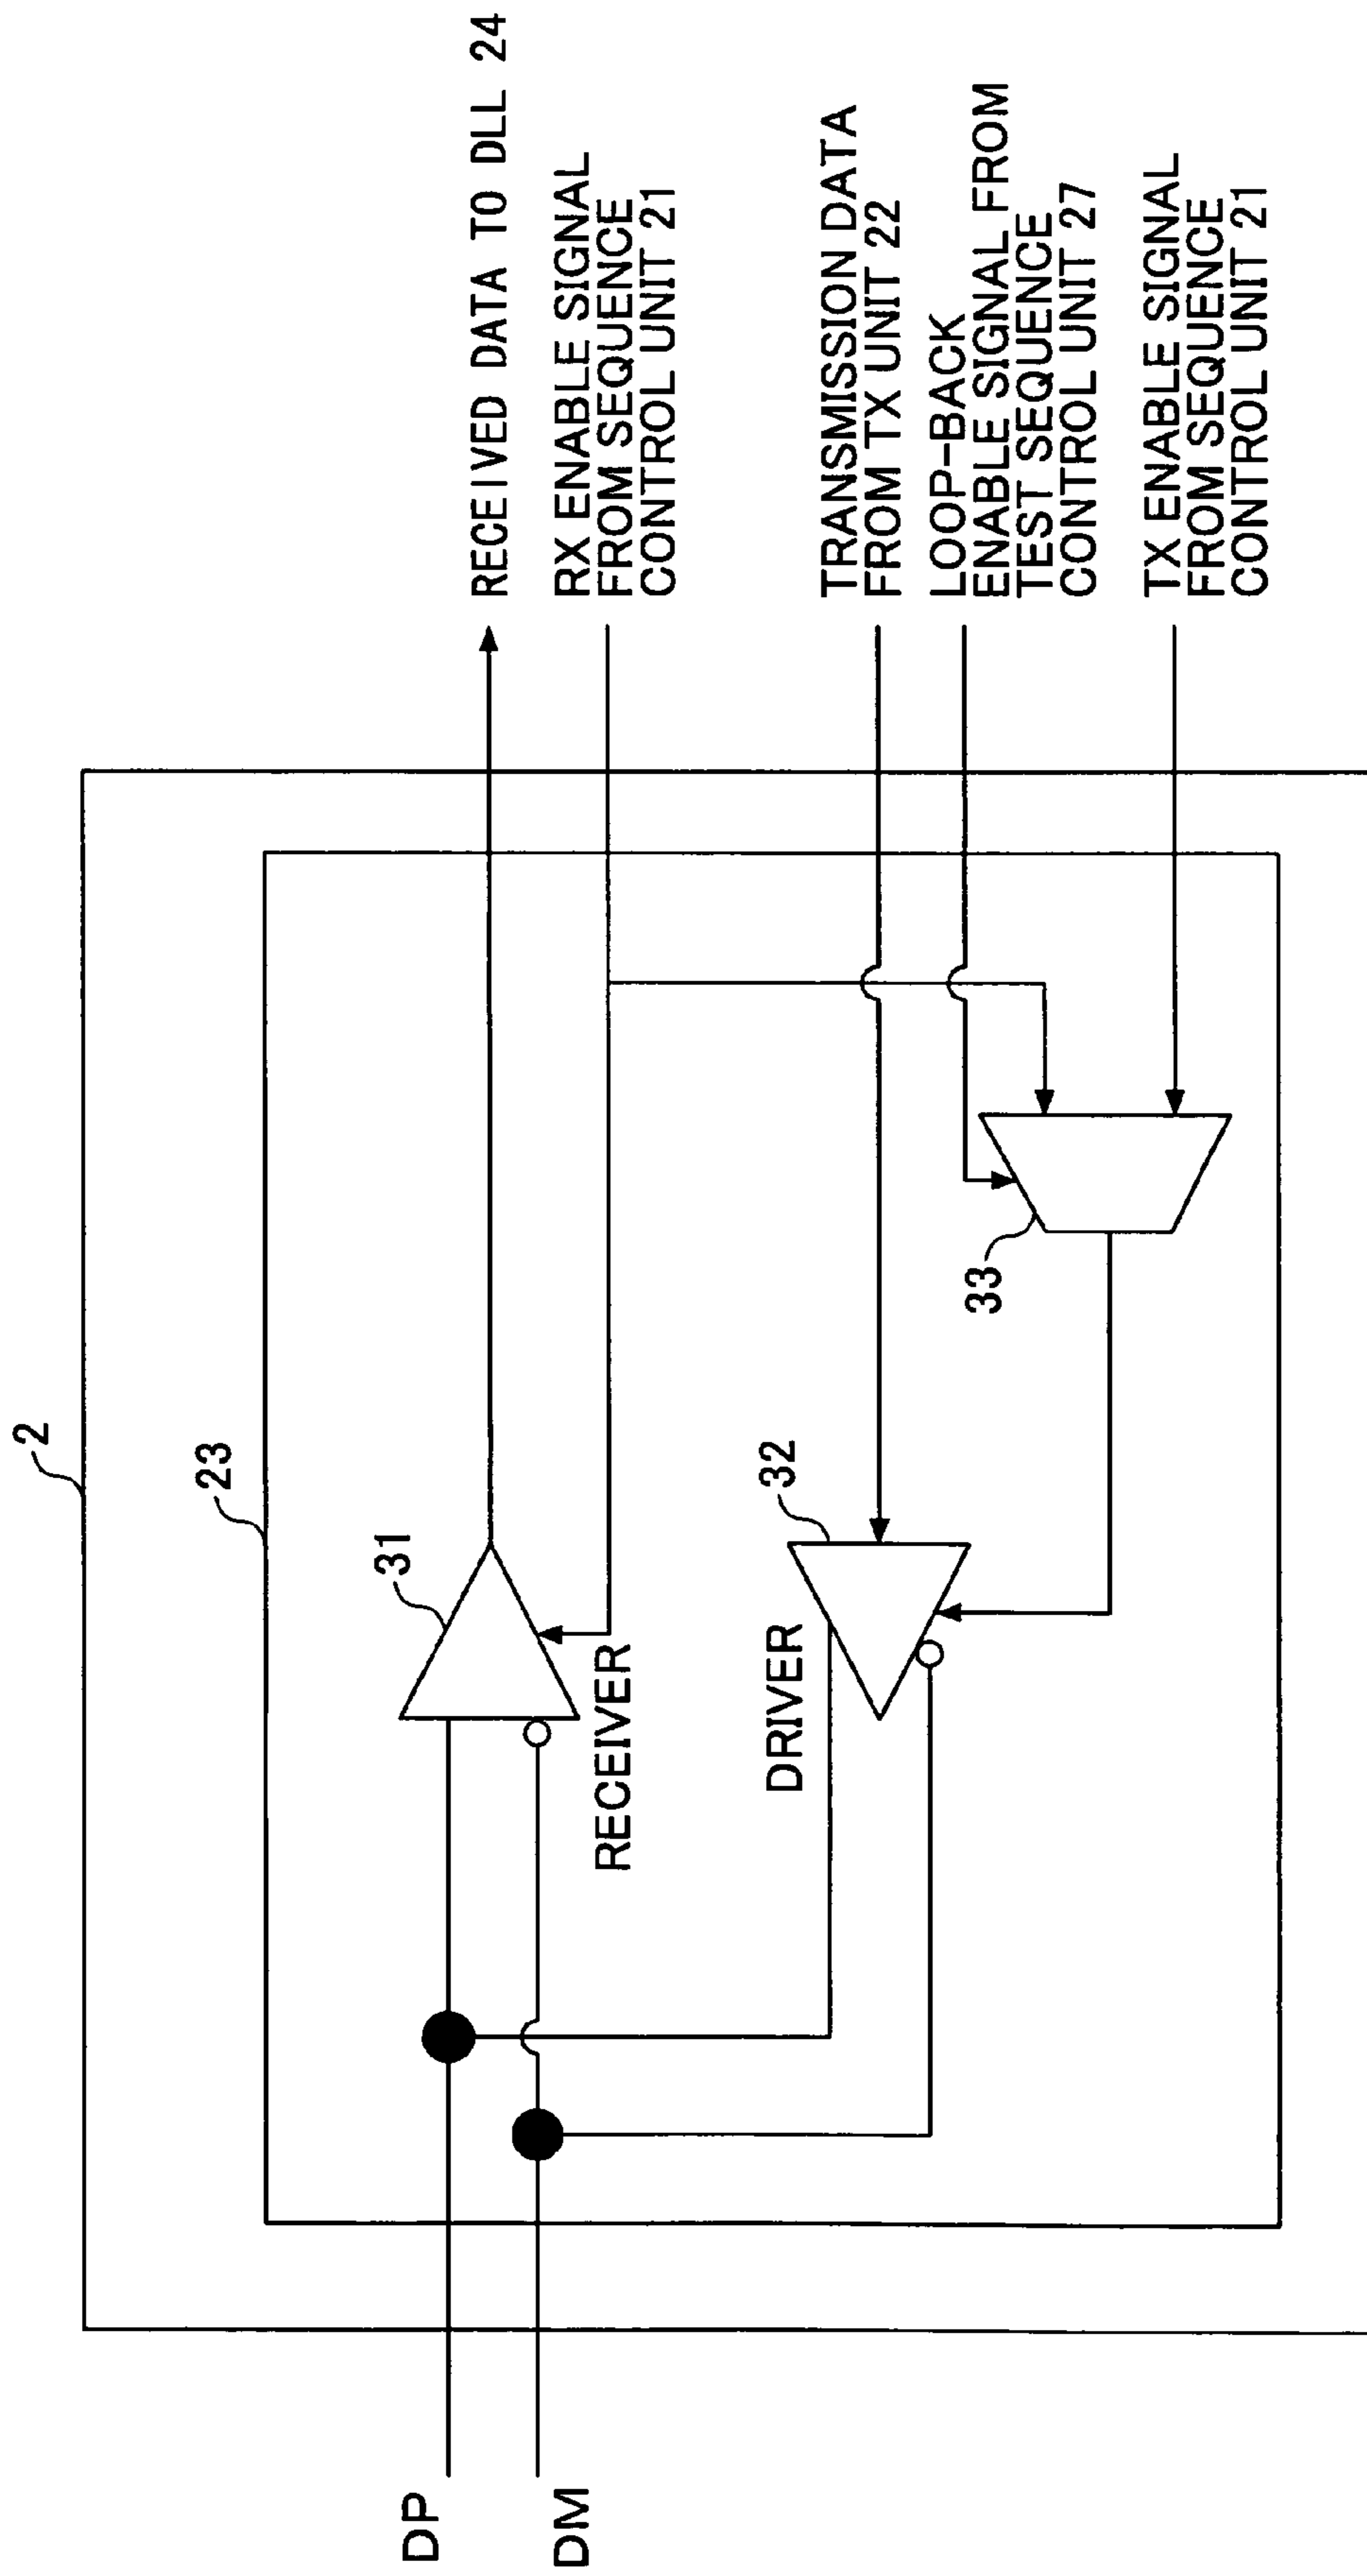 2
23
31
RECEIVER
32
DRIVER
33
DP
DM
RECEIVED DATA TO DLL 24
RX ENABLE SIGNAL
FROM SEQUENCE
CONTROL UNIT 21
TRANSMISSION DATA
FROM TX UNIT 22
LOOP-BACK
ENABLE SIGNAL FROM
TEST SEQUENCE
CONTROL UNIT 27
TX ENABLE SIGNAL
FROM SEQUENCE
CONTROL UNIT 21